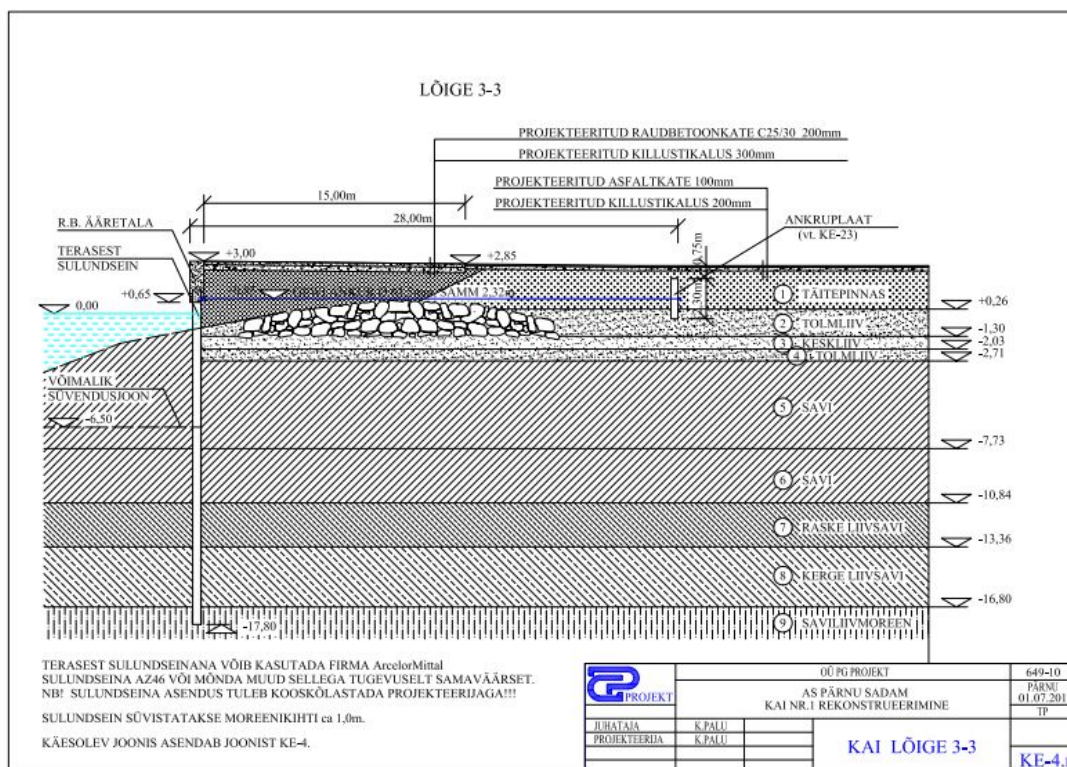 LÕIGE 3-3
PROJEKTEERITUD RAUDBETOONKATE C25/30 200mm
PROJEKTEERITUD KILLUSTIKALUS 300mm
PROJEKTEERITUD ASFALTKATE 100mm
15,00m
PROJEKTEERITUD KILLUSTIKALUS 200mm
28,00m
ANKRUPLAAT
(vt. KE-23)
R.B. ÄÄRETALA
TERASEST
SULUNDSEIN
+3,00
+2,85
0,75m
+0,65
SAMM 2,32
0,00
1 TÄITEPINNAS
+0,26
2 TOLMLIIV
-1,30
3 KESKLIIV
-2,03
4 TOLMLIIV
-2,71
VÕIMALIK
SÜVENDUSJOON
-6,50
5 SAVI
-7,73
6 SAVI
-10,84
7 RASKE LIIVSAVI
-13,36
8 KERGE LIIVSAVI
-16,80
9 SAVILIIVMOREEN
-17,80
TERASEST SULUNDSEINANA VÕIB KASUTADA FIRMA ArcelorMittal
SULUNDSEINA AZ46 VÕI MÕNDA MUUD SELLEGA TUGEVUSELT SAMAVÄÄRSET.
NB! SULUNDSEINA ASENDUS TULEB KOOSKÕLASTADA PROJEKTEERIJAGA!!!
SULUNDSEIN SÜVISTATAKSE MOREENIKIHTI ca 1,0m.
KÄESOLEV JOONIS ASENDAB JOONIST KE-4.
PROJEKT
OÜ PG PROJEKT
649-10
AS PÄRNU SADAM
KAI NR.1 REKONSTRUEERIMINE
PÄRNU
01.07.201
TP
JUHATAJA K.PALU
PROJEKTEERIJA K.PALU
KAI LÕIGE 3-3
KE-4.